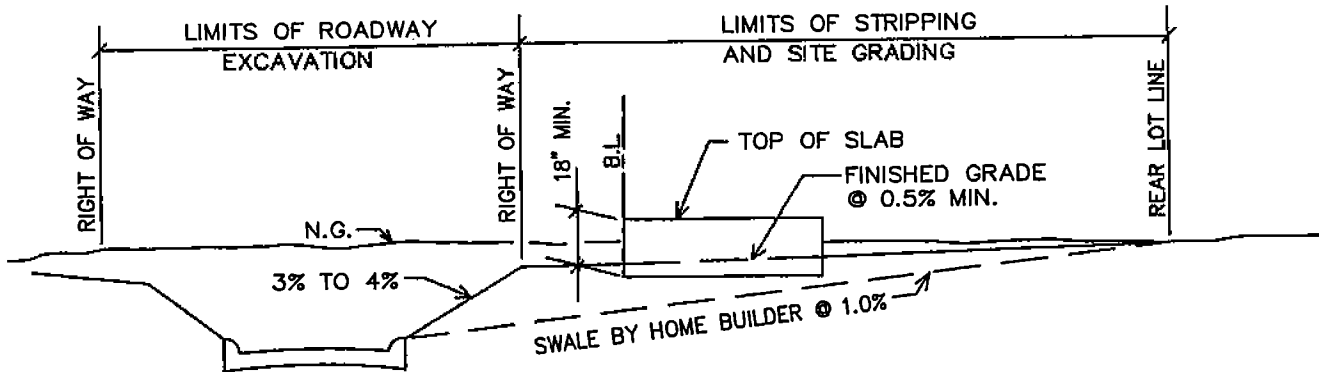 LIMITS OF ROADWAY
EXCAVATION
LIMITS OF STRIPPING
AND SITE GRADING
RIGHT OF WAY
RIGHT OF WAY
18" MIN.
B.L.
TOP OF SLAB
FINISHED GRADE
@ 0.5% MIN.
REAR LOT LINE
N.G.
3% TO 4%
SWALE BY HOME BUILDER @ 1.0%